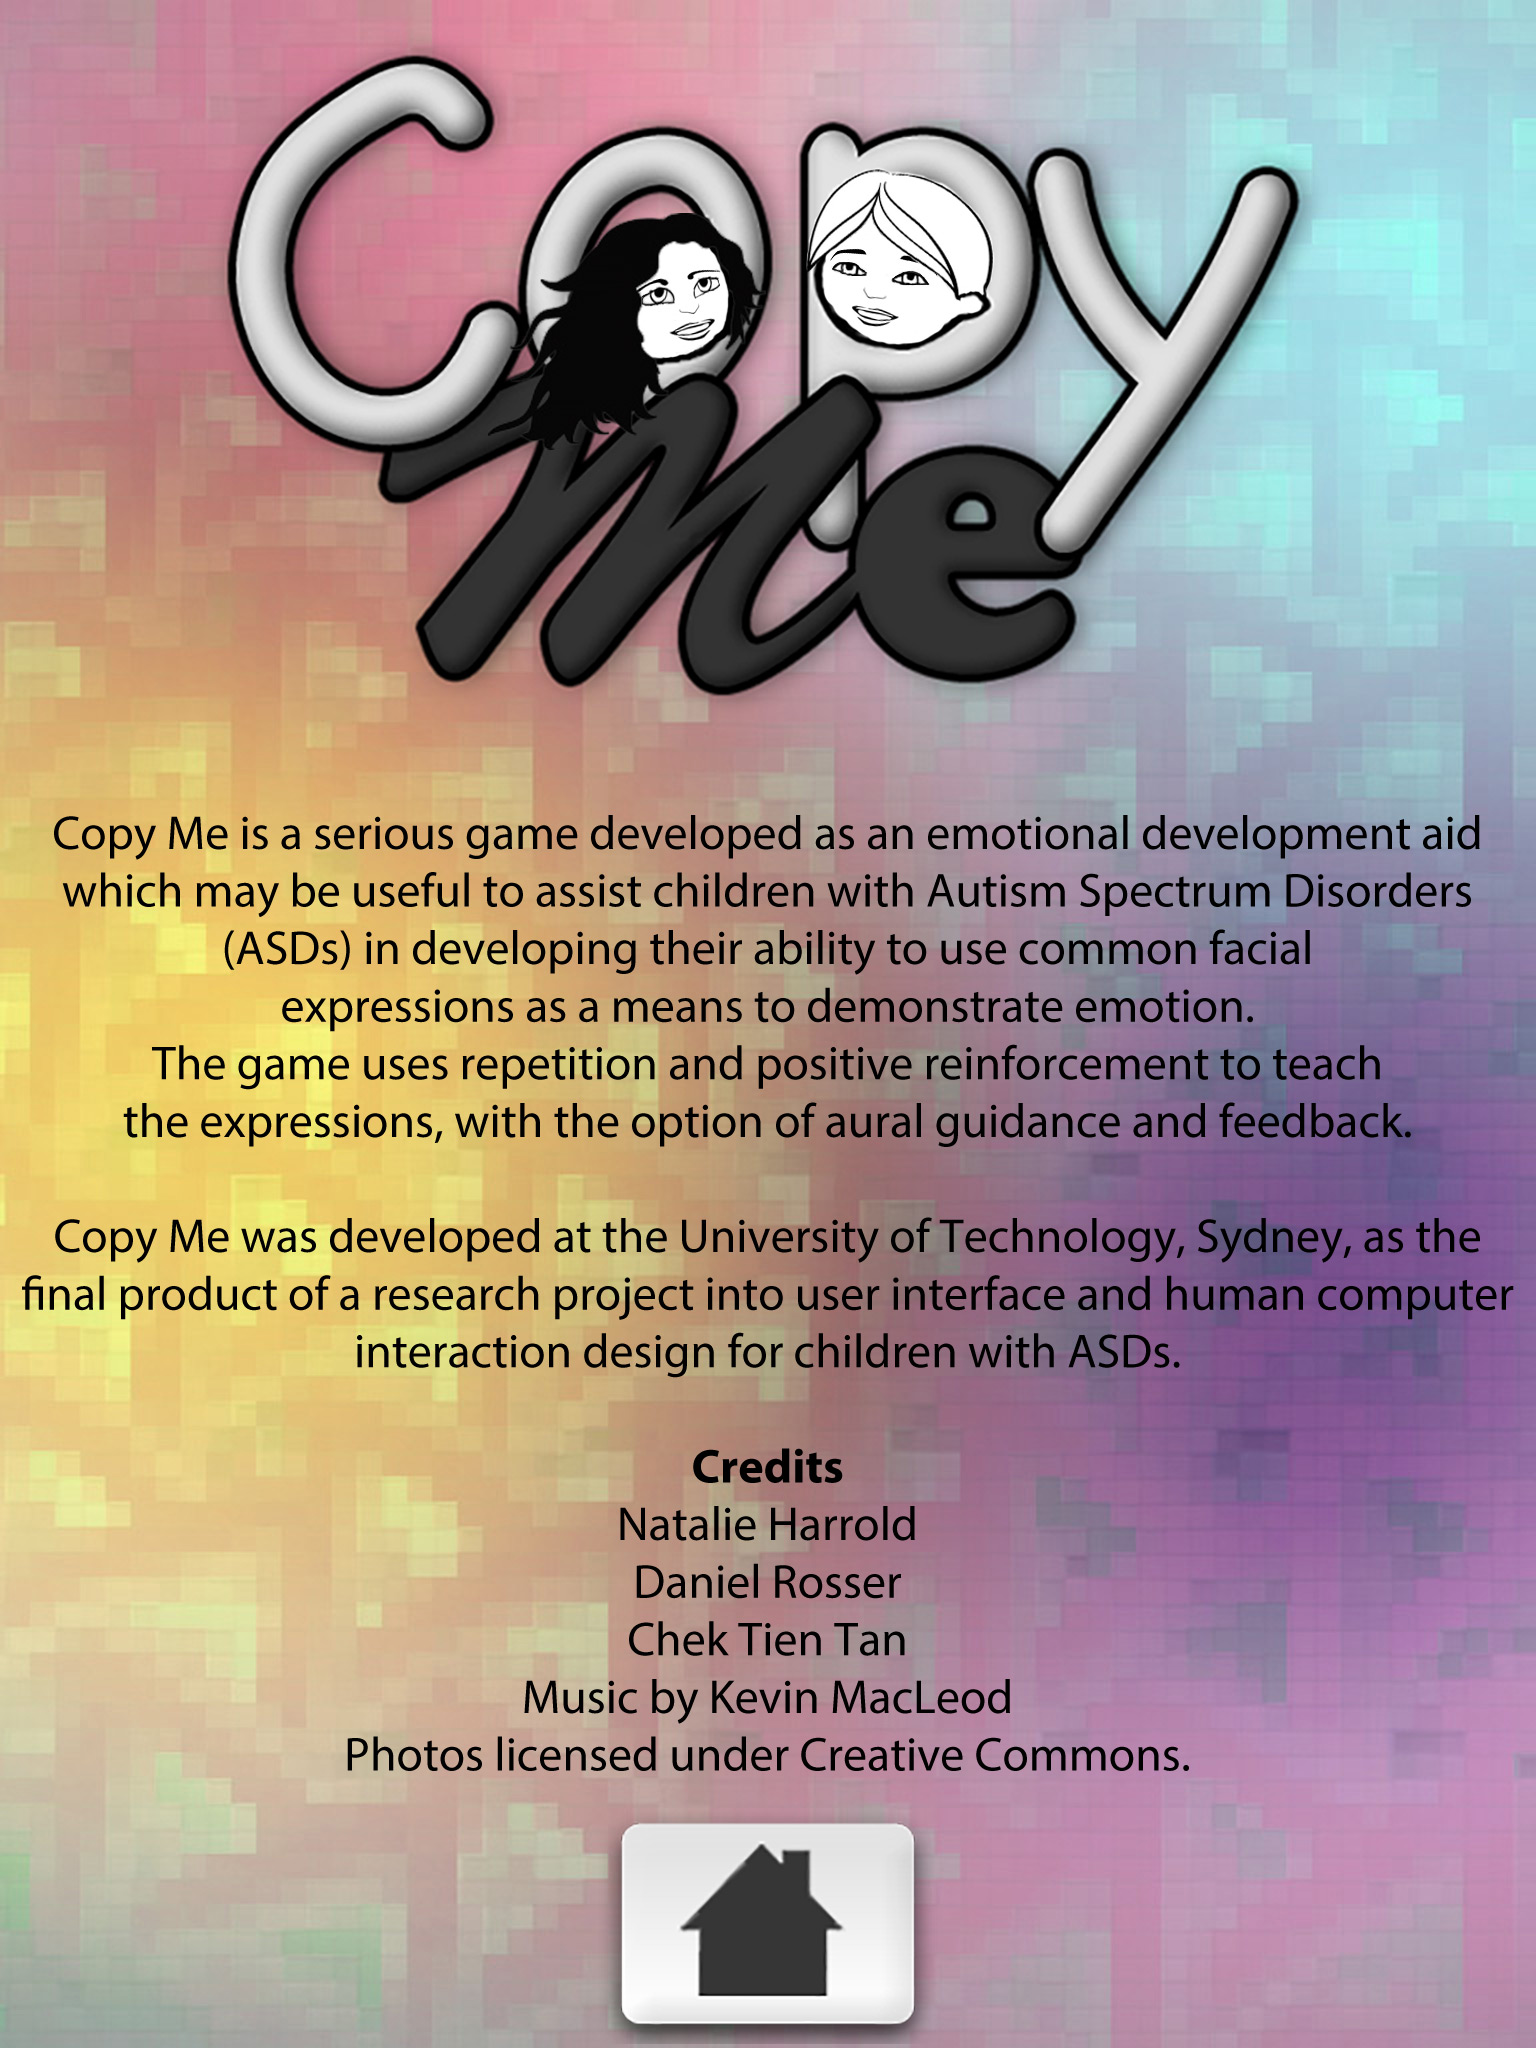 Copy
Me
Copy Me is a serious game developed as an emotional development aid
which may be useful to assist children with Autism Spectrum Disorders
(ASDs) in developing their ability to use common facial
expressions as a means to demonstrate emotion.
The game uses repetition and positive reinforcement to teach
the expressions, with the option of aural guidance and feedback.
Copy Me was developed at the University of Technology, Sydney, as the
final product of a research project into user interface and human computer
interaction design for children with ASDs.
Credits
Natalie Harrold
Daniel Rosser
Chek Tien Tan
Music by Kevin MacLeod
Photos licensed under Creative Commons.